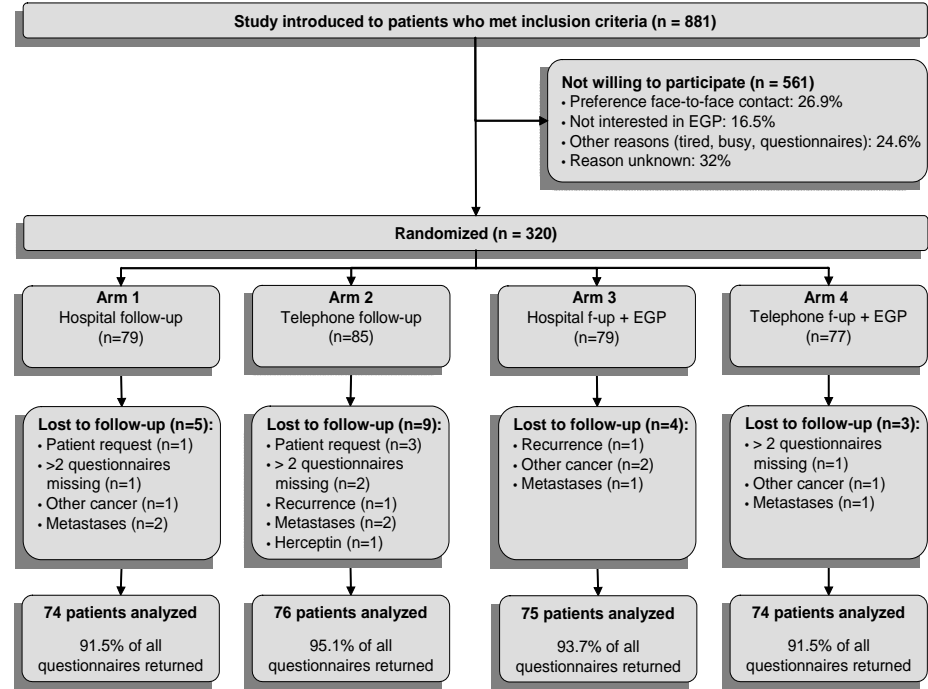 Study introduced to patients who met inclusion criteria (n = 881)
Not willing to participate (n = 561)
• Preference face-to-face contact: 26.9%
• Not interested in EGP: 16.5%
• Other reasons (tired, busy, questionnaires): 24.6%
• Reason unknown: 32%
Randomized (n = 320)
Arm 1
Hospital follow-up
(n=79)
Arm 2
Telephone follow-up
(n=85)
Arm 3
Hospital f-up + EGP
(n=79)
Arm 4
Telephone f-up + EGP
(n=77)
Lost to follow-up (n=5):
• Patient request (n=1)
• >2 questionnaires
missing (n=1)
• Other cancer (n=1)
• Metastases (n=2)
Lost to follow-up (n=9):
• Patient request (n=3)
• > 2 questionnaires
missing (n=2)
• Recurrence (n=1)
• Metastases (n=2)
• Herceptin (n=1)
Lost to follow-up (n=4):
• Recurrence (n=1)
• Other cancer (n=2)
• Metastases (n=1)
Lost to follow-up (n=3):
• > 2 questionnaires
missing (n=1)
• Other cancer (n=1)
• Metastases (n=1)
74 patients analyzed
91.5% of all
questionnaires returned
76 patients analyzed
95.1% of all
questionnaires returned
75 patients analyzed
93.7% of all
questionnaires returned
74 patients analyzed
91.5% of all
questionnaires returned